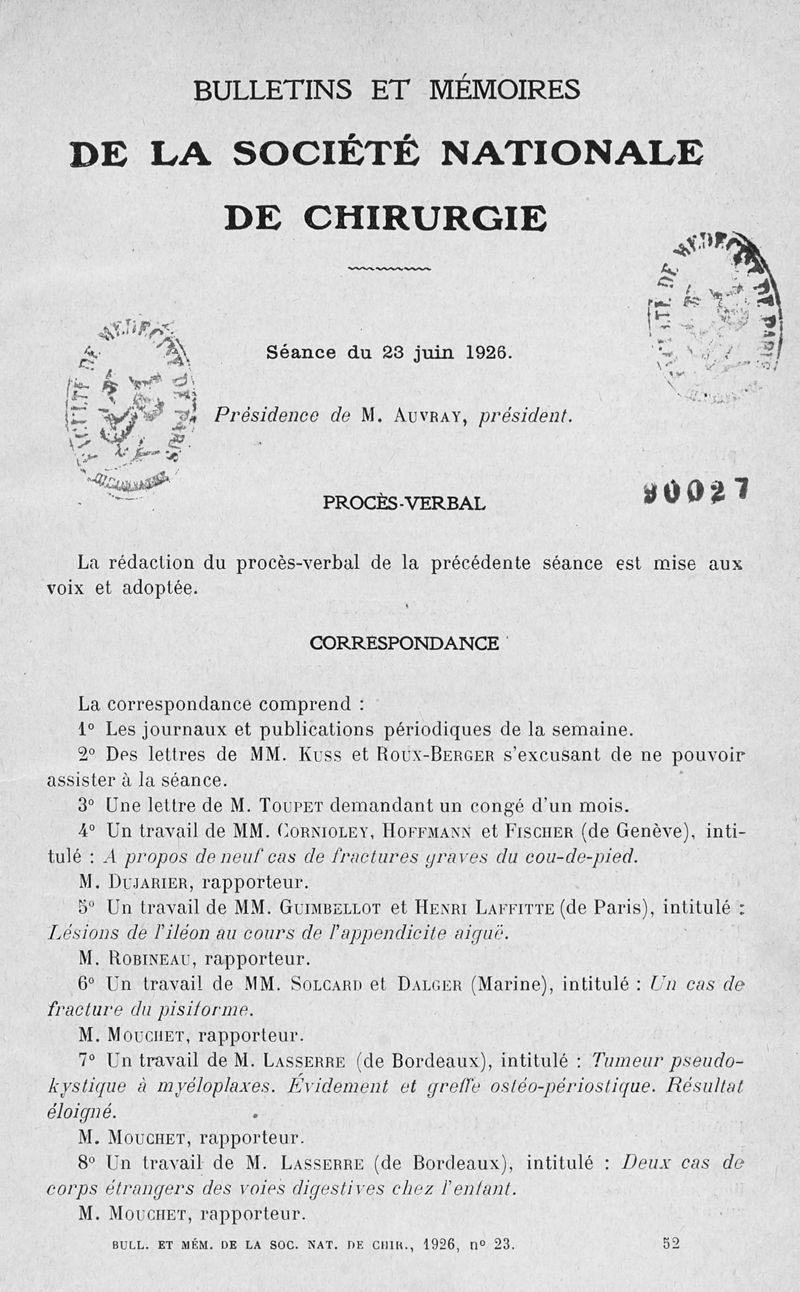 BULLETINS ET MÉMOIRES
DE LA SOCIÉTÉ NATIONALE
DE CHIRURGIE
Séance du 23 juin 1926.
Présidence de M. AUVRAY, président.
PROCÈS-VERBAL
90027
La rédaction du procès-verbal de la précédente séance est mise aux
voix et adoptée.
CORRESPONDANCE
La correspondance comprend :
1° Les journaux et publications périodiques de la semaine.
2° Des lettres de MM. KUSS et ROUX-BERGER s'excusant de ne pouvoir
assister à la séance.
3° Une lettre de M. TOUPET demandant un congé d'un mois.
4° Un travail de MM. CORNIOLEY, HOFFMANN et FISCHER (de Genève), inti-
tulé : A propos de neuf cas de fractures graves du cou-de-pied.
M. DUJARIER, rapporteur.
5° Un travail de MM. GUIMBELLOT et HENRI LAFFITTE (de Paris), intitulé :
Lésions de l'iléon au cours de l'appendicite aiguë.
M. ROBINEAU, rapporteur.
6° Un travail de MM. SOLCARD et DALGER (Marine), intitulé : Un cas de
fracture du pisiforme.
M. MOUCHET, rapporteur.
7° Un travail de M. LASSERRE (de Bordeaux), intitulé : Tumeur pseudo-
kystique à myéloplaxes. Évidement et greffe ostéo-périostique. Résultat
éloigné.
M. MOUCHET, rapporteur.
8° Un travail de M. LASSERRE (de Bordeaux), intitulé : Deux cas de
corps étrangers des voies digestives chez l'enfant.
M. MOUCHET, rapporteur.
BULL. ET MÉM. DE LA SOC. NAT. DE CHIR., 1926, n° 23. 52